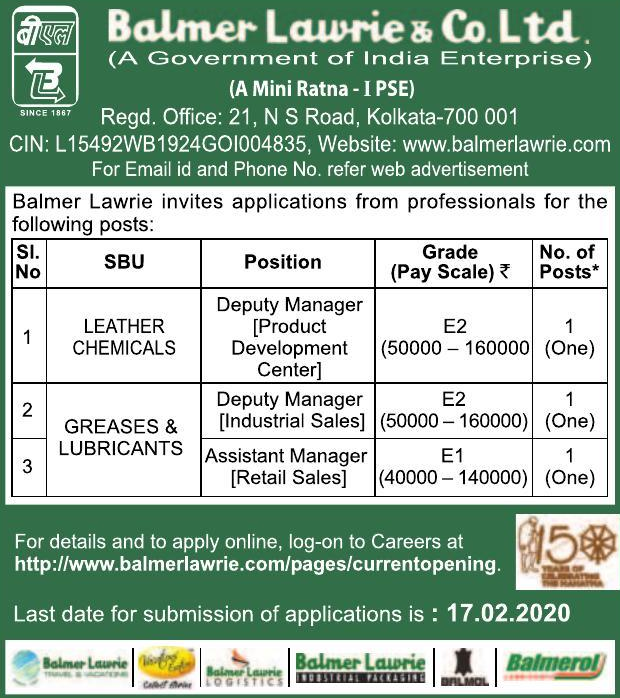 बीएल
SINCE 1867
Balmer Lawrie & Co. Ltd.
(A Government of India Enterprise)
(A Mini Ratna - I PSE)
Regd. Office: 21, N S Road, Kolkata-700 001
CIN: L15492WB1924GOI004835, Website: www.balmerlawrie.com
For Email id and Phone No. refer web advertisement
Balmer Lawrie invites applications from professionals for the
following posts:
Sl. No SBU Position Grade (Pay Scale) ₹ No. of Posts*
1 LEATHER CHEMICALS Deputy Manager [Product Development Center] E2 (50000 – 160000 1 (One)
2 GREASES & LUBRICANTS Deputy Manager [Industrial Sales] E2 (50000 – 160000) 1 (One)
3 Assistant Manager [Retail Sales] E1 (40000 – 140000) 1 (One)
For details and to apply online, log-on to Careers at
http://www.balmerlawrie.com/pages/currentopening.
150
YEARS OF
CELEBRATING
THE MAHATMA
Last date for submission of applications is : 17.02.2020
Balmer Lawrie
TRAVEL & VACATIONS
Balmer Lawrie
LOGISTICS
Balmer Lawrie
INDUSTRIAL PACKAGING
BALMOL
Balmerol